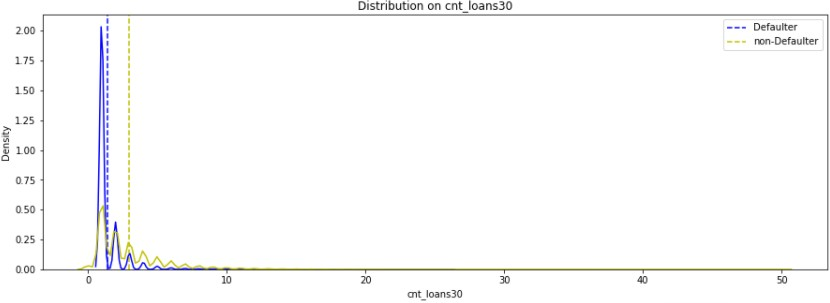 Distribution on cnt_loans30
Defaulter
non-Defaulter
2.00
1.75
1.50
1.25
1.00
0.75
0.50
0.25
0.00
Density
0 10 20 30 40 50
cnt_loans30